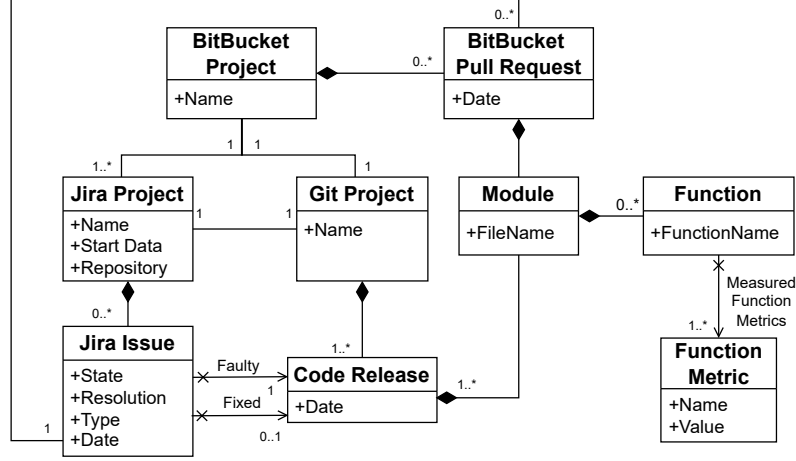 0..*
BitBucket
Project
+Name
0..*
BitBucket
Pull Request
+Date
1
1
1..*
1
Jira Project
+Name
+Start Data
+Repository
1
1
Git Project
+Name
Module
+FileName
0..*
Function
+FunctionName
Measured
Function
Metrics
0..*
1..*
1..*
Jira Issue
+State
+Resolution
+Type
+Date
1
Faulty
1
Fixed
0..1
Code Release
+Date
1..*
Function
Metric
+Name
+Value